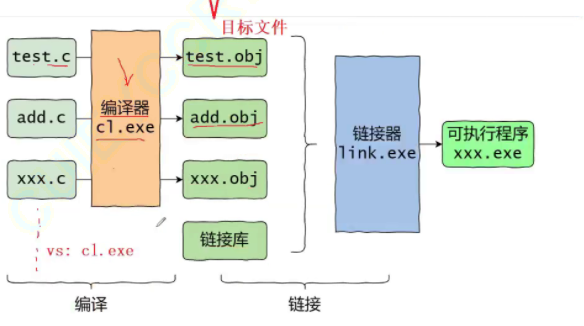 目标文件
test.c
test.obj
编译器
cl.exe
add.c
add.obj
链接器
link.exe
可执行程序
xxx.exe
xxx.c
xxx.obj
链接库
vs: cl.exe
编译
链接